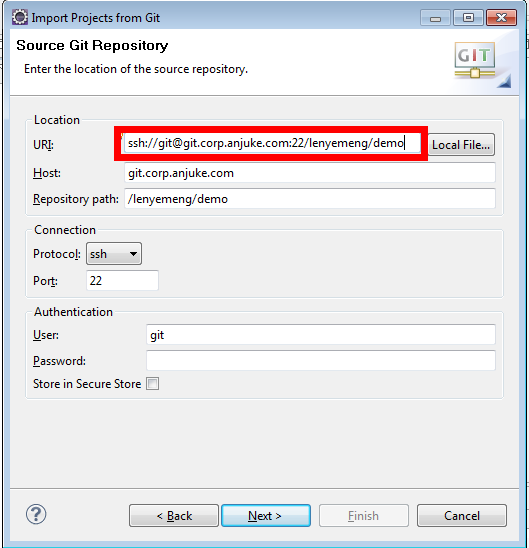 Import Projects from Git
Source Git Repository
Enter the location of the source repository.
GIT
Location
URI: ssh://git@git.corp.anjuke.com:22/lenyemeng/demo Local File...
Host: git.corp.anjuke.com
Repository path: /lenyemeng/demo
Connection
Protocol: ssh
Port: 22
Authentication
User: git
Password:
Store in Secure Store
? < Back Next > Finish Cancel